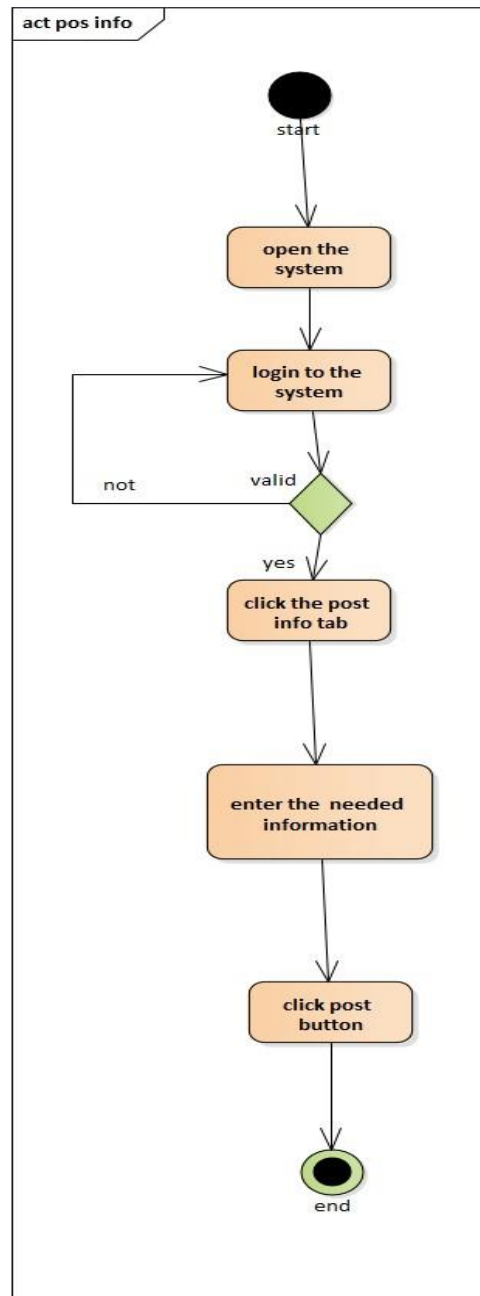 act pos info
start
open the
system
login to the
system
valid
not
yes
click the post
info tab
enter the needed
information
click post
button
end